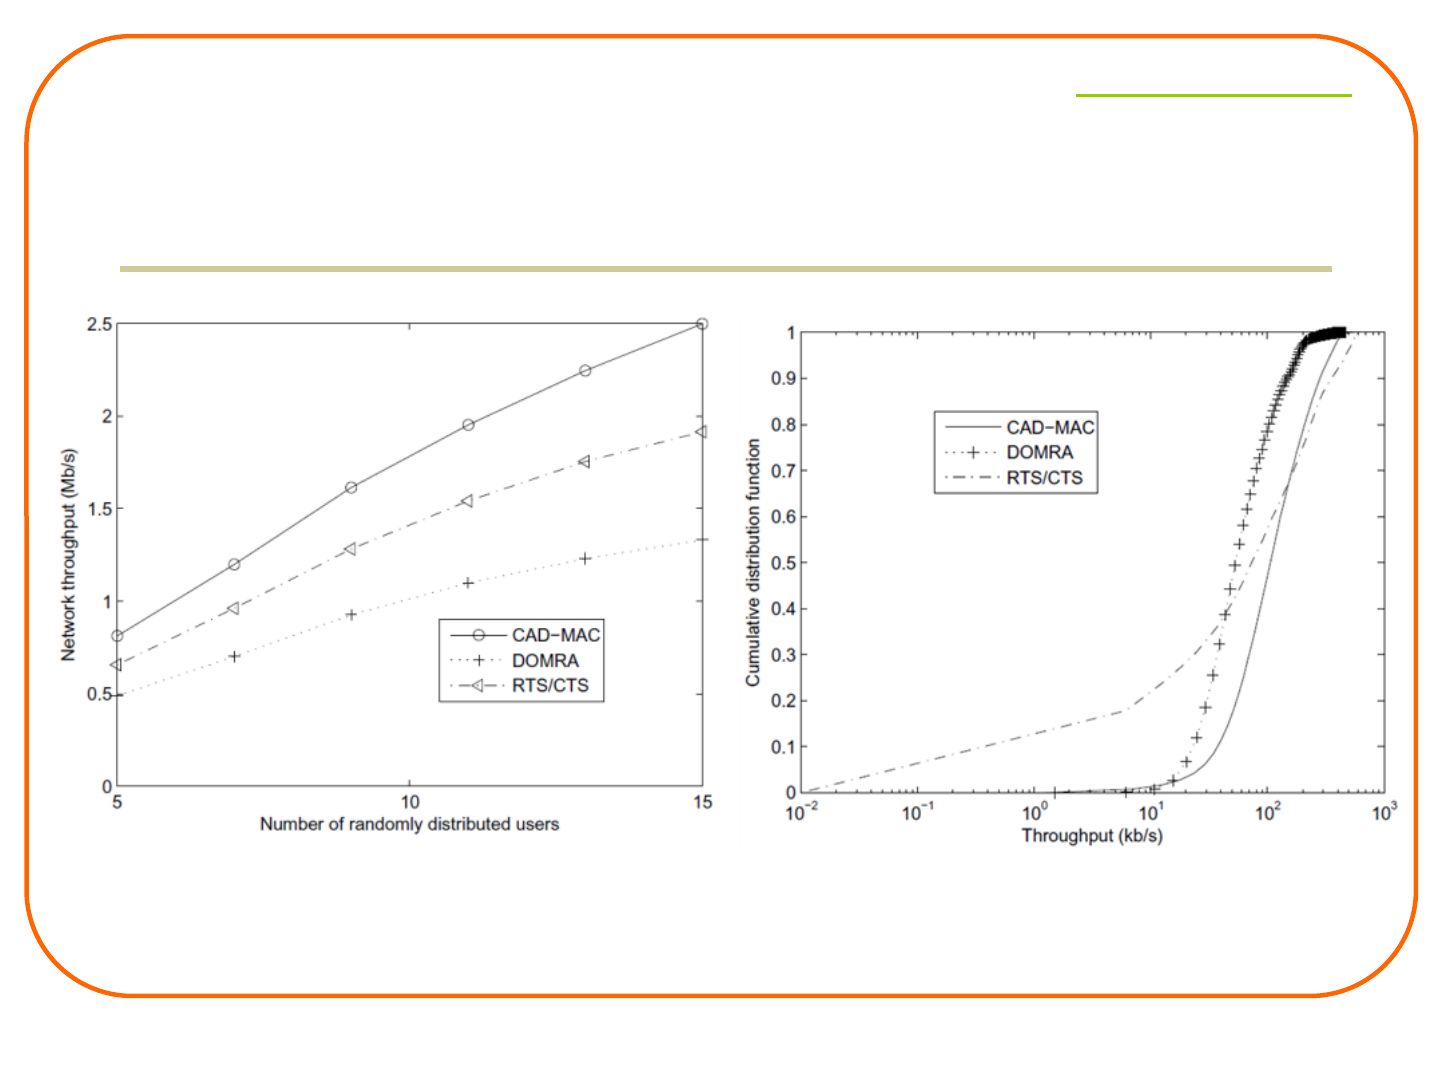 2.5
2
1.5
1
0.5
0
5
10
15
Network throughput (Mb/s)
Number of randomly distributed users
CAD−MAC
DOMRA
RTS/CTS
1
0.9
0.8
0.7
0.6
0.5
0.4
0.3
0.2
0.1
0
10−2
10−1
100
101
102
103
Cumulative distribution function
Throughput (kb/s)
CAD−MAC
DOMRA
RTS/CTS